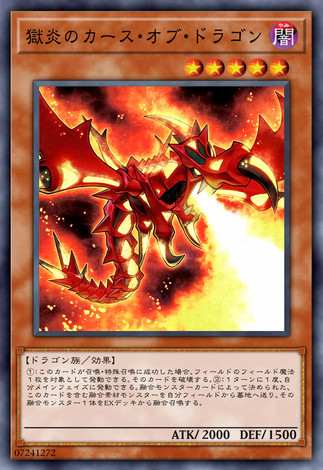 獄炎のカース・オブ・ドラゴン
やみ
闇
【ドラゴン族/効果】
①:このカードが召喚・特殊召喚に成功した場合、フィールドのフィールド魔法
1枚を対象として発動できる。そのカードを破壊する。②:1ターンに1度、自
分メインフェイズに発動できる。融合モンスターカードによって決められた、
このカードを含む融合素材モンスターを自分フィールドから墓地へ送り、その
融合モンスター1体をEXデッキから融合召喚する。
ATK/ 2000 DEF/ 1500
07241272